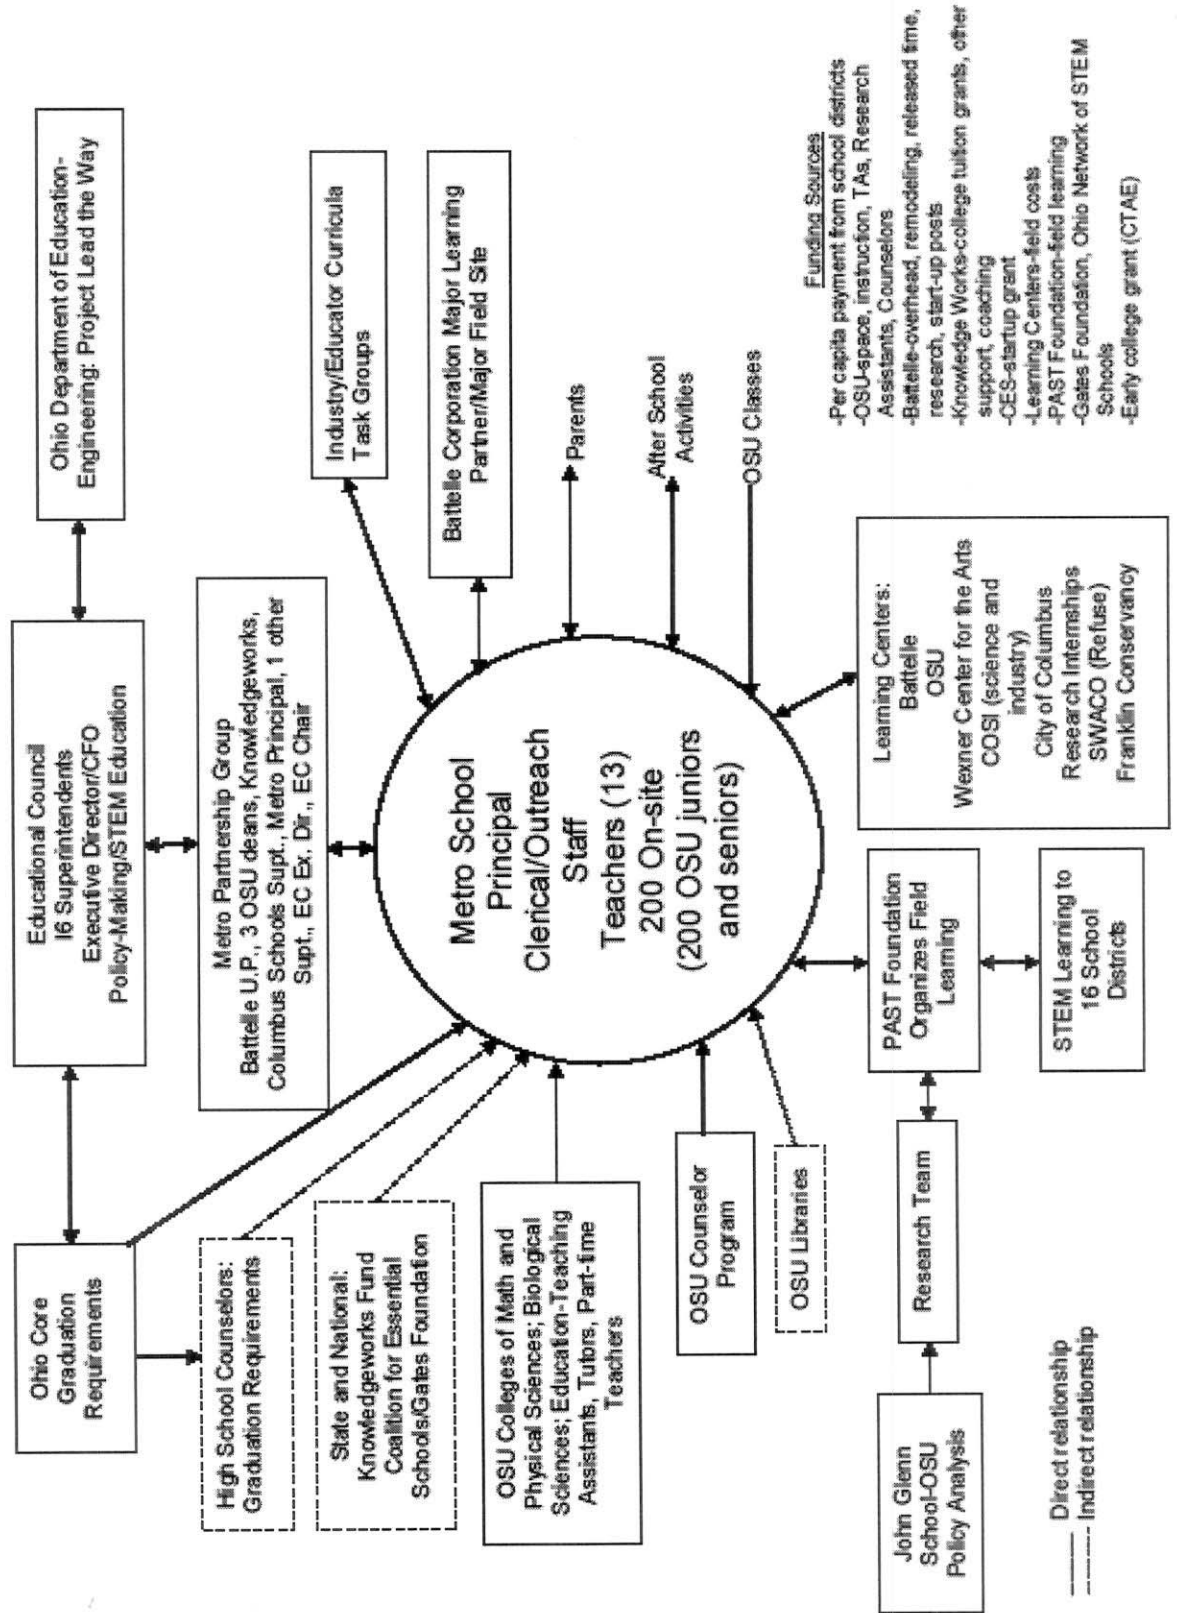 Ohio Core
Graduation
Requirements
Educational Council
I6 Superintendents
Executive Director/CFO
Policy-Making/STEM Education
Ohio Department of Education-
Engineering: Project Lead the Way
High School Counselors:
Graduation Requirements
Metro Partnership Group
Battelle U.P., 3 OSU deans, Knowledgeworks,
Columbus Schools Supt., Metro Principal, 1 other
Supt., EC Ex. Dir., EC Chair
Industry/Educator Curricula
Task Groups
State and National:
Knowledgeworks Fund
Coalition for Essential
Schools/Gates Foundation
Battelle Corporation Major Learning
Partner/Major Field Site
OSU Colleges of Math and
Physical Sciences; Biological
Sciences; Education-Teaching
Assistants, Tutors, Part-time
Teachers
Metro School
Principal
Clerical/Outreach
Staff
Teachers (13)
200 On-site
(200 OSU juniors
and seniors)
Parents
After School
Activities
OSU Classes
OSU Counselor
Program
OSU Libraries
Learning Centers:
Battelle
OSU
Wexner Center for the Arts
COSI (science and
industry)
City of Columbus
Research Internships
SWACO (Refuse)
Franklin Conservancy
PAST Foundation
Organizes Field
Learning
Research Team
John Glenn
School-OSU
Policy Analysis
STEM Learning to
16 School
Districts
Funding Sources
-Per capita payment from school districts
-OSU-space, instruction, TAs, Research
Assistants, Counselors
-Battelle-overhead, remodeling, released time,
research, start-up posts
-Knowledge Works-college tuition grants, other
support, coaching
-CES-startup grant
-Learning Centers-field costs
-PAST Foundation-field learning
-Gates Foundation, Ohio Network of STEM
Schools
-Early college grant (CTAE)
Direct relationship
Indirect relationship